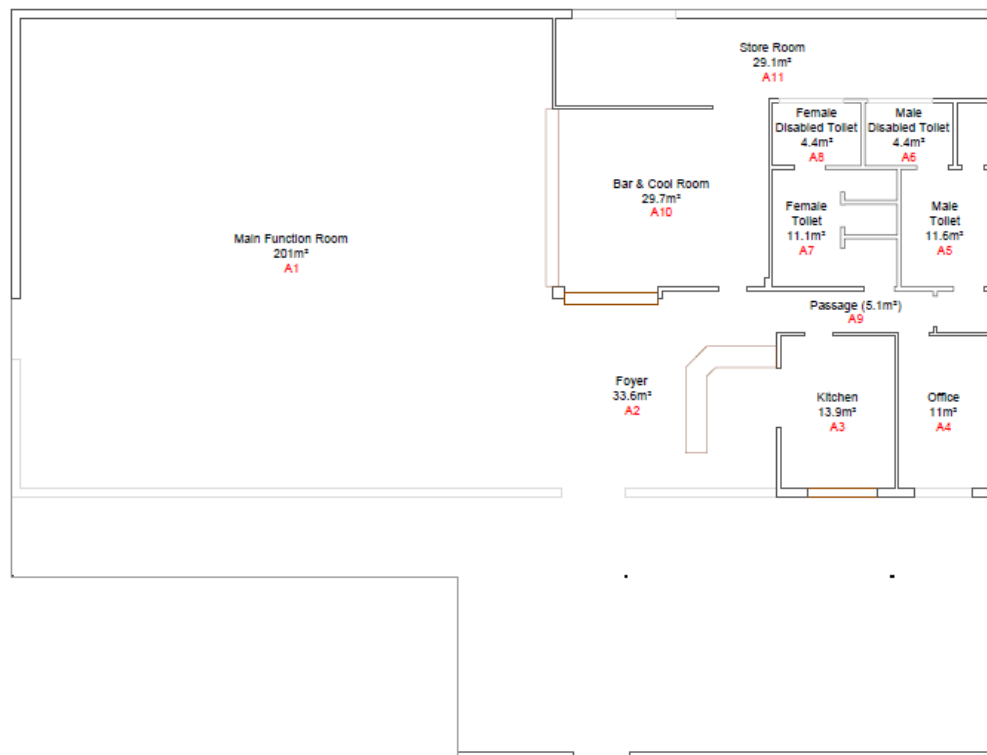 Store Room
29.1m²
A11
Female
Disabled Toilet
4.4m²
A8
Male
Disabled Toilet
4.4m²
A6
Bar & Cool Room
29.7m²
A10
Female
Toilet
11.1m²
A7
Male
Toilet
11.6m²
A5
Main Function Room
201m²
A1
Passage (5.1m²)
A9
Foyer
33.6m²
A2
Kitchen
13.9m²
A3
Office
11m²
A4